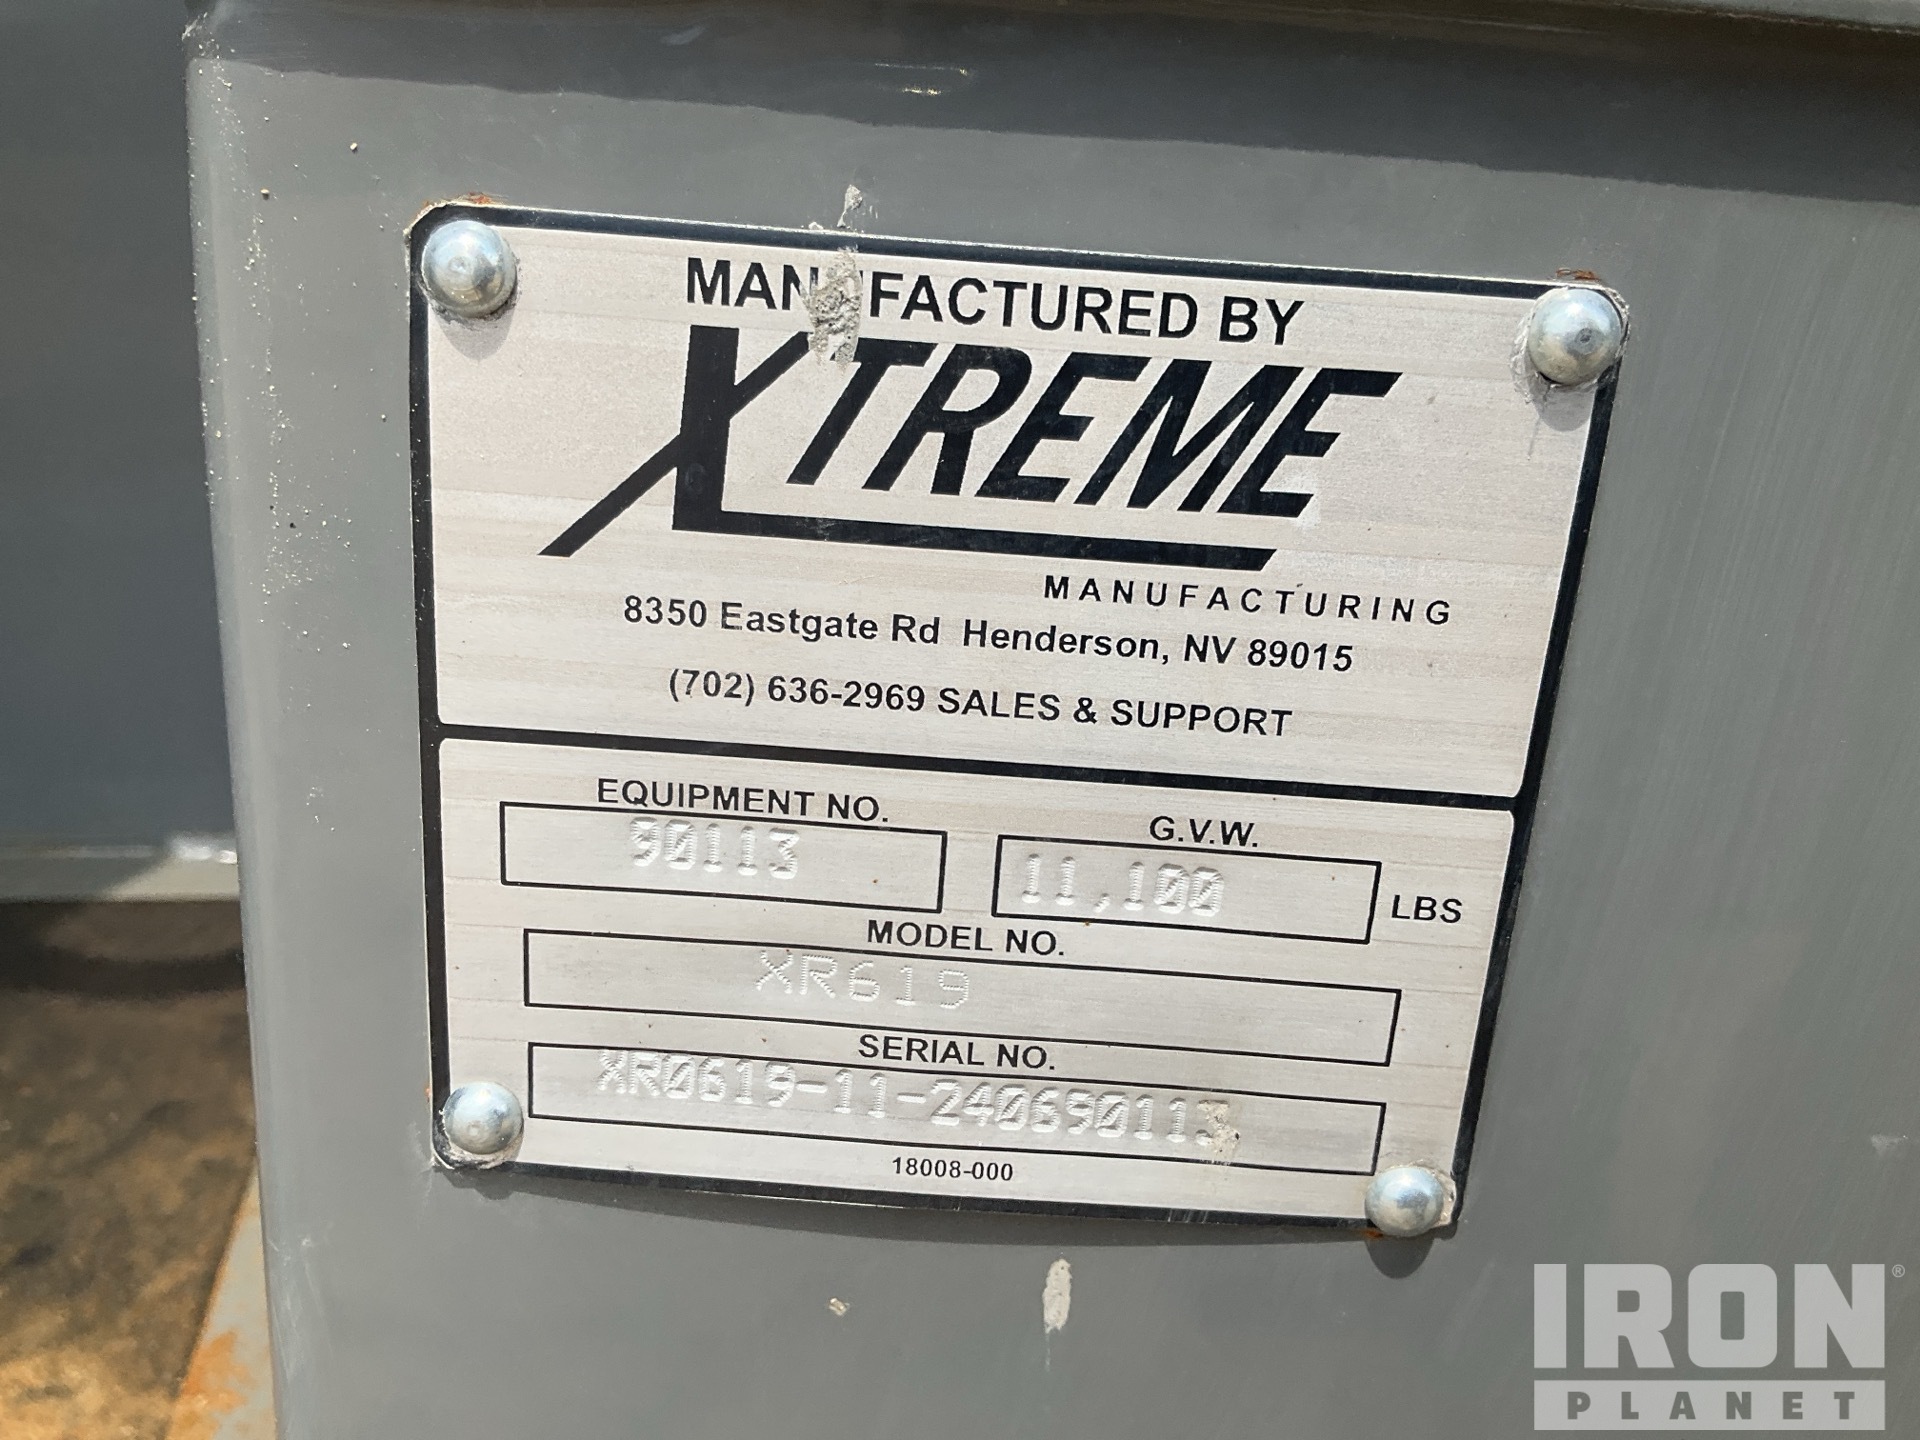 MANUFACTURED BY
XTREME
MANUFACTURING
8350 Eastgate Rd Henderson, NV 89015
(702) 636-2969 SALES & SUPPORT
EQUIPMENT NO.
90113
G.V.W.
11,100 LBS
MODEL NO.
XR619
SERIAL NO.
XR0619-11-240690113
18008-000
IRON®
PLANET